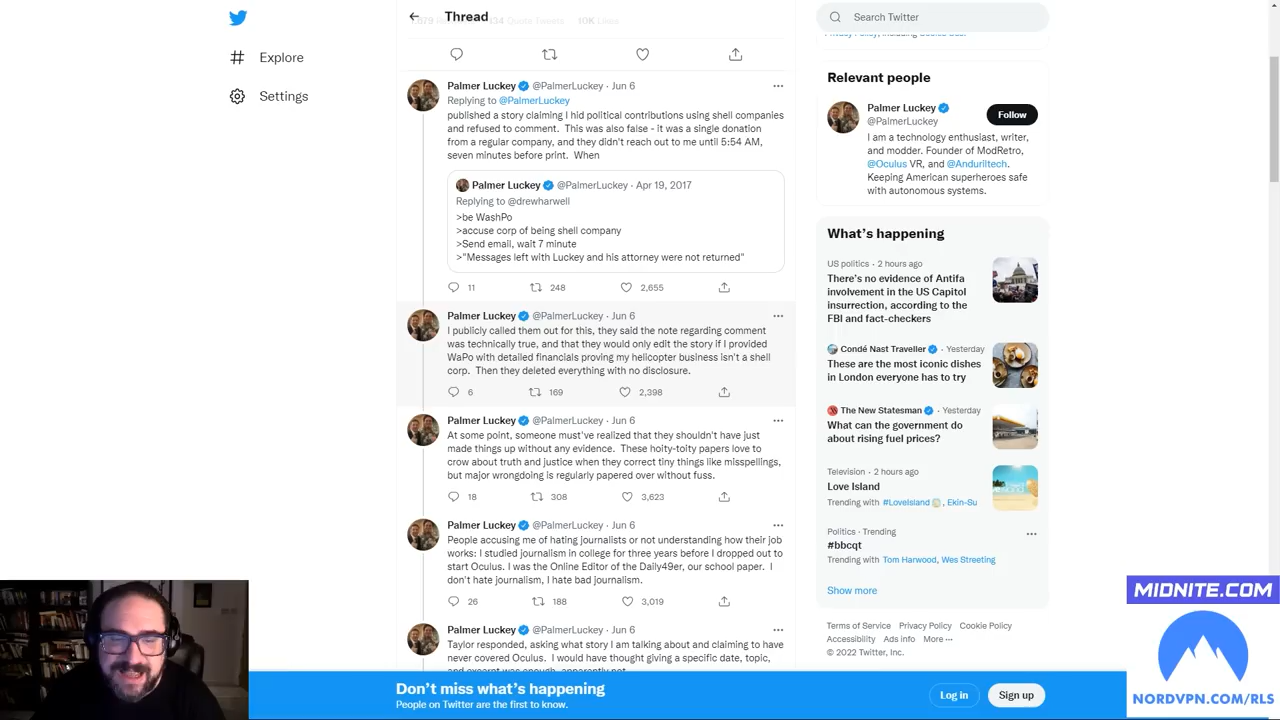 Explore
Settings
Thread
1,079 Retweets 434 Quote Tweets 10K Likes
Palmer Luckey @PalmerLuckey · Jun 6
Replying to @PalmerLuckey
published a story claiming I hid political contributions using shell companies
and refused to comment. This was also false - it was a single donation
from a regular company, and they didn't reach out to me until 5:54 AM,
seven minutes before print. When
Palmer Luckey @PalmerLuckey · Apr 19, 2017
Replying to @drewharwell
>be WashPo
>accuse corp of being shell company
>Send email, wait 7 minute
>"Messages left with Luckey and his attorney were not returned"
11 248 2,655
Palmer Luckey @PalmerLuckey · Jun 6
I publicly called them out for this, they said the note regarding comment
was technically true, and that they would only edit the story if I provided
WaPo with detailed financials proving my helicopter business isn't a shell
corp. Then they deleted everything with no disclosure.
6 169 2,398
Palmer Luckey @PalmerLuckey · Jun 6
At some point, someone must've realized that they shouldn't have just
made things up without any evidence. These hoity-toity papers love to
crow about truth and justice when they correct tiny things like misspellings,
but major wrongdoing is regularly papered over without fuss.
18 308 3,623
Palmer Luckey @PalmerLuckey · Jun 6
People accusing me of hating journalists or not understanding how their job
works: I studied journalism in college for three years before I dropped out to
start Oculus. I was the Online Editor of the Daily49er, our school paper. I
don't hate journalism, I hate bad journalism.
26 188 3,019
Palmer Luckey @PalmerLuckey · Jun 6
Taylor responded, asking what story I am talking about and claiming to have
never covered Oculus. I would have thought giving a specific date, topic,
and excerpt was enough, apparently not.
Search Twitter
Privacy Policy, including Cookie Use.
Relevant people
Palmer Luckey
@PalmerLuckey
Follow
I am a technology enthusiast, writer,
and modder. Founder of ModRetro,
@Oculus VR, and @Anduriltech.
Keeping American superheroes safe
with autonomous systems.
What's happening
US politics · 2 hours ago
There's no evidence of Antifa
involvement in the US Capitol
insurrection, according to the
FBI and fact-checkers
Condé Nast Traveller · Yesterday
These are the most iconic dishes
in London everyone has to try
The New Statesman · Yesterday
What can the government do
about rising fuel prices?
Television · 2 hours ago
Love Island
Trending with #LoveIsland, Ekin-Su
Politics · Trending
#bbcqt
Trending with Tom Harwood, Wes Streeting
Show more
Terms of Service Privacy Policy Cookie Policy
Accessibility Ads info More
© 2022 Twitter, Inc.
MIDNITE.COM
NORDVPN.COM/RLS
Don't miss what's happening
People on Twitter are the first to know.
Log in
Sign up